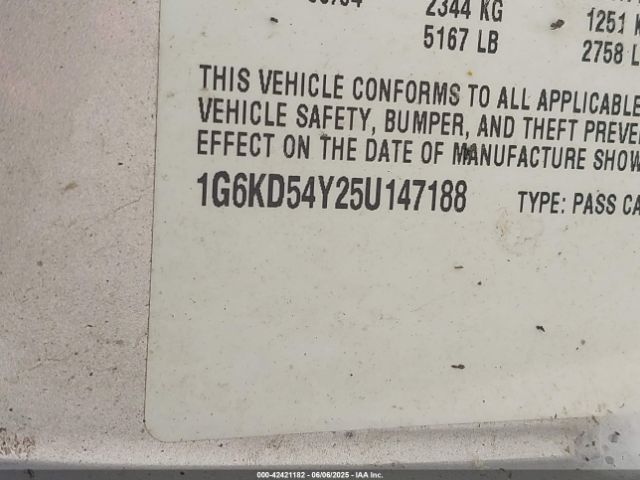 2344 KG
1251 K
5167 LB
2758 L
THIS VEHICLE CONFORMS TO ALL APPLICABLE
VEHICLE SAFETY, BUMPER, AND THEFT PREVE
EFFECT ON THE DATE OF MANUFACTURE SHOW
1G6KD54Y25U147188
TYPE: PASS CA
000-42421182 - 06/06/2025 - © IAA Inc.